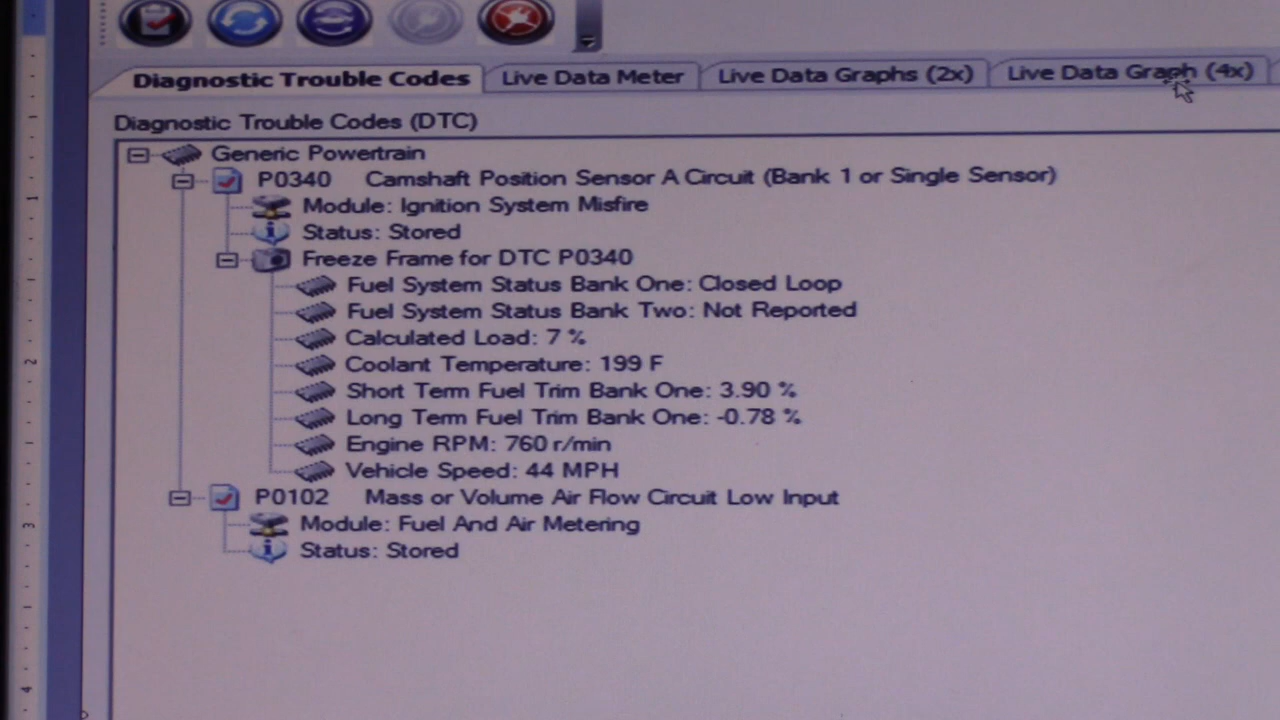 Diagnostic Trouble Codes Live Data Meter Live Data Graphs (2x) Live Data Graph (4x)
Diagnostic Trouble Codes (DTC)
Generic Powertrain
P0340 Camshaft Position Sensor A Circuit (Bank 1 or Single Sensor)
Module: Ignition System Misfire
Status: Stored
Freeze Frame for DTC P0340
Fuel System Status Bank One: Closed Loop
Fuel System Status Bank Two: Not Reported
Calculated Load: 7 %
Coolant Temperature: 199 F
Short Term Fuel Trim Bank One: 3.90 %
Long Term Fuel Trim Bank One: -0.78 %
Engine RPM: 760 r/min
Vehicle Speed: 44 MPH
P0102 Mass or Volume Air Flow Circuit Low Input
Module: Fuel And Air Metering
Status: Stored
1
2
3
4